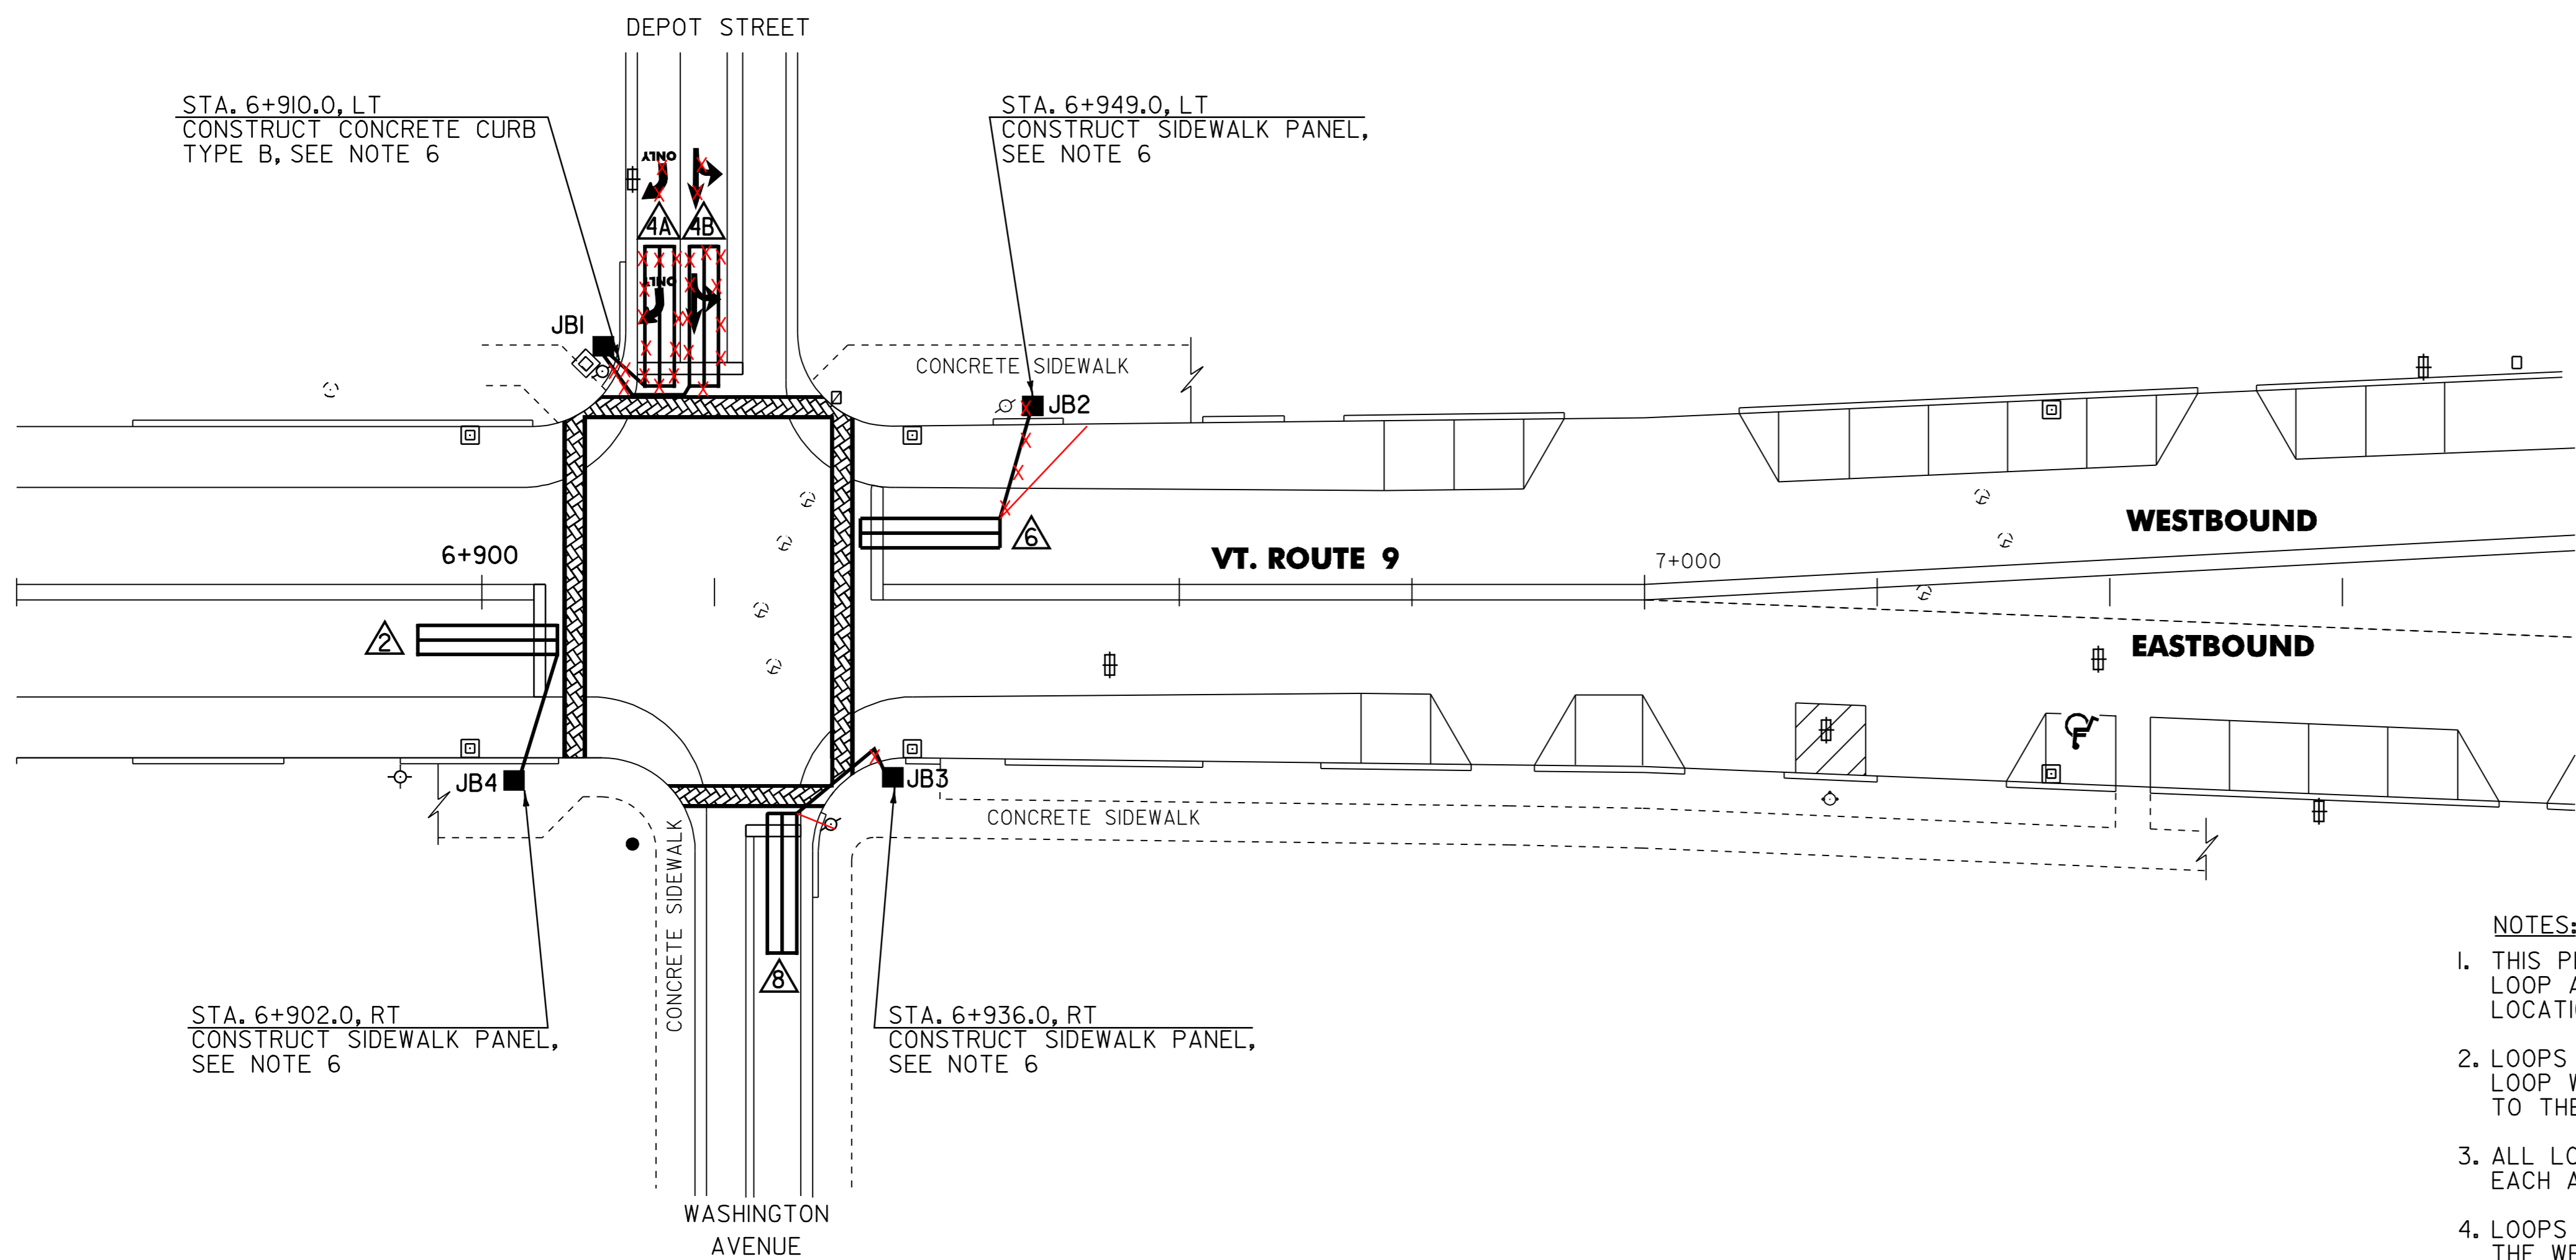 DEPOT STREET
STA. 6+910.0, LT
CONSTRUCT CONCRETE CURB
TYPE B, SEE NOTE 6
STA. 6+949.0, LT
CONSTRUCT SIDEWALK PANEL,
SEE NOTE 6
ONLY
4A 4B
ONLY
JB1
CONCRETE SIDEWALK
JB2
6
WESTBOUND
6+900
VT. ROUTE 9
7+000
2
EASTBOUND
JB4
JB3
CONCRETE SIDEWALK
CONCRETE SIDEWALK
8
STA. 6+902.0, RT
CONSTRUCT SIDEWALK PANEL,
SEE NOTE 6
STA. 6+936.0, RT
CONSTRUCT SIDEWALK PANEL,
SEE NOTE 6
WASHINGTON
AVENUE
NOTES:
1. THIS
LOOP
2. LOOPS
LOOP
TO
3. ALL
EACH
4. LOOPS
THE